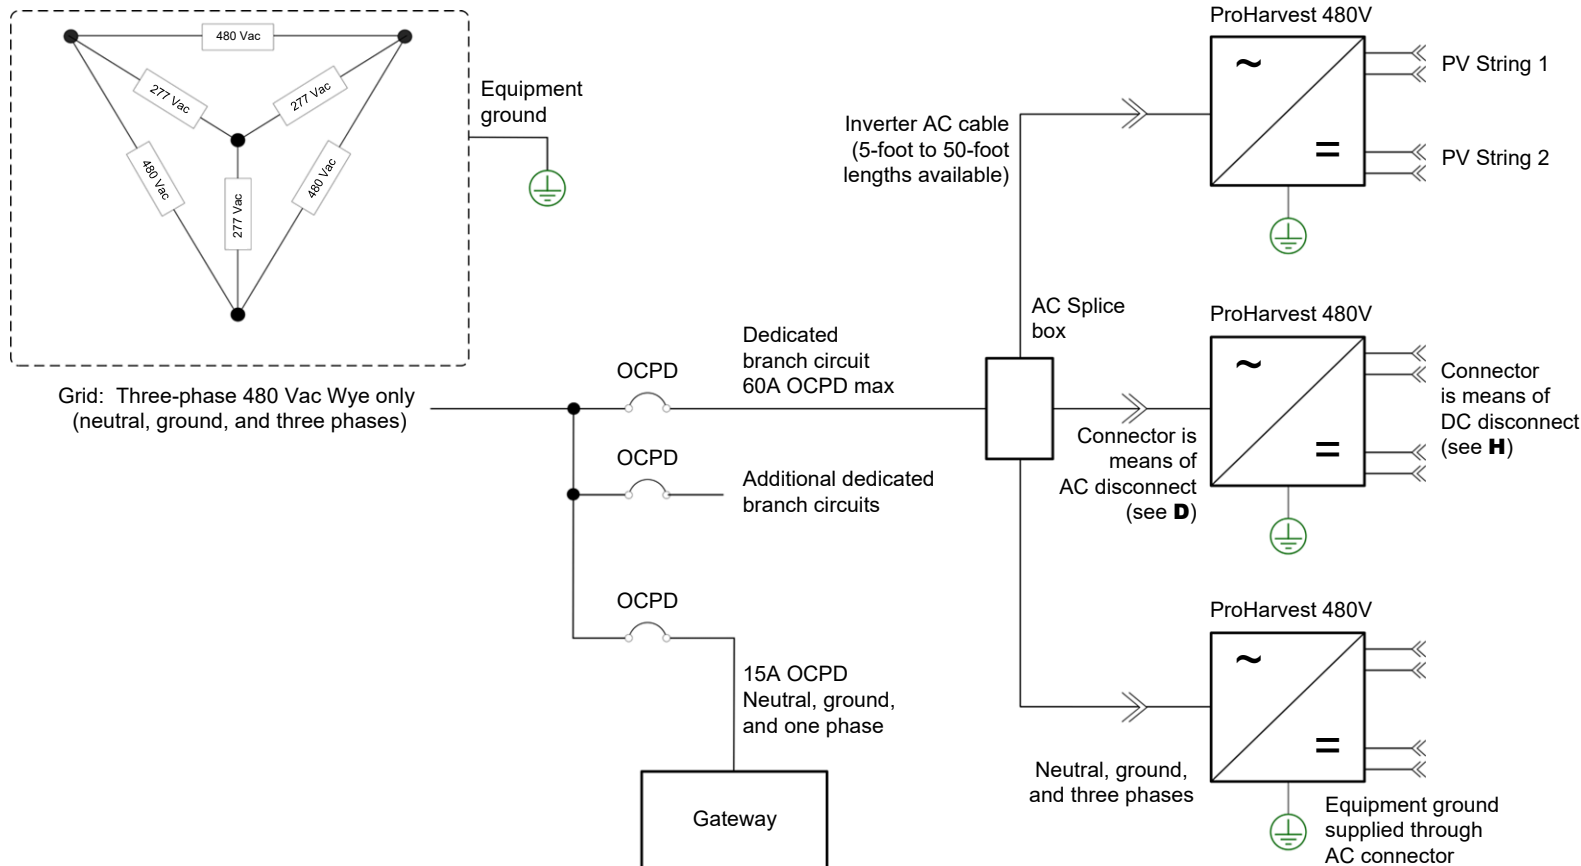 480 Vac
277 Vac
277 Vac
480 Vac
277 Vac
480 Vac
Equipment
ground
Grid:  Three-phase 480 Vac Wye only
(neutral, ground, and three phases)
OCPD
Dedicated
branch circuit
60A OCPD max
OCPD
Additional dedicated
branch circuits
OCPD
15A OCPD
Neutral, ground,
and one phase
Gateway
Inverter AC cable
(5-foot to 50-foot
lengths available)
AC Splice
box
Connector is
means of
AC disconnect
(see D)
Neutral, ground,
and three phases
ProHarvest 480V
~
=
PV String 1
PV String 2
ProHarvest 480V
~
=
Connector
is means of
DC disconnect
(see H)
ProHarvest 480V
~
=
Equipment ground
supplied through
AC connector